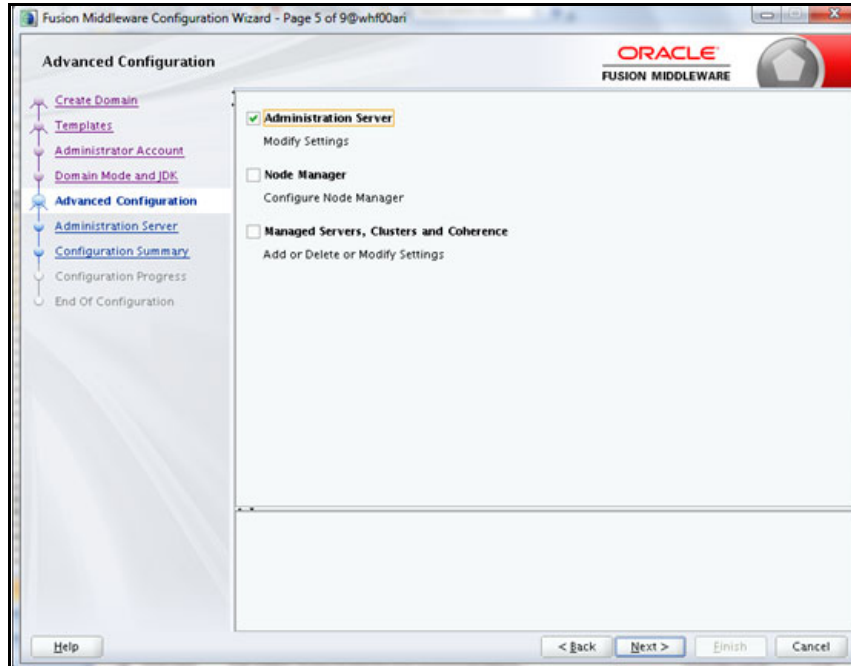 Fusion Middleware Configuration Wizard - Page 5 of 9@whf00ari
Advanced Configuration
ORACLE
FUSION MIDDLEWARE
Create Domain
Templates
Administrator Account
Domain Mode and JDK
Advanced Configuration
Administration Server
Configuration Summary
Configuration Progress
End Of Configuration
Administration Server
Modify Settings
Node Manager
Configure Node Manager
Managed Servers, Clusters and Coherence
Add or Delete or Modify Settings
Help
< Back
Next >
Finish
Cancel